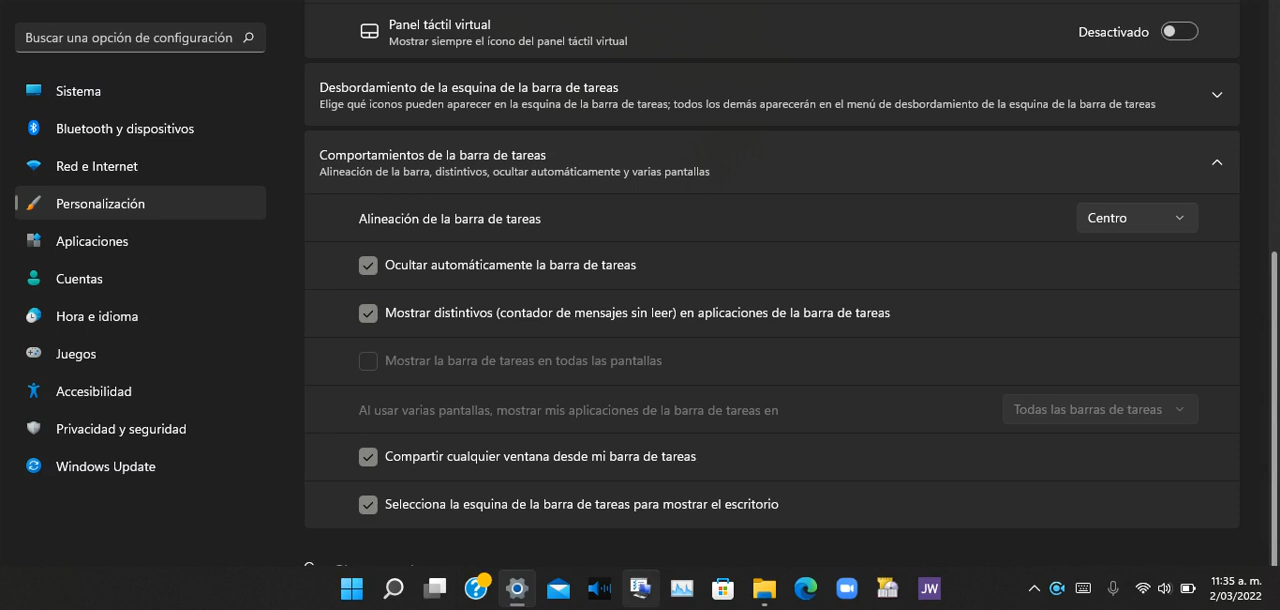 Buscar una opción de configuración
Sistema
Bluetooth y dispositivos
Red e Internet
Personalización
Aplicaciones
Cuentas
Hora e idioma
Juegos
Accesibilidad
Privacidad y seguridad
Windows Update
Panel táctil virtual
Mostrar siempre el ícono del panel táctil virtual
Desactivado
Desbordamiento de la esquina de la barra de tareas
Elige qué iconos pueden aparecer en la esquina de la barra de tareas; todos los demás aparecerán en el menú de desbordamiento de la esquina de la barra de tareas
Comportamientos de la barra de tareas
Alineación de la barra, distintivos, ocultar automáticamente y varias pantallas
Alineación de la barra de tareas
Centro
Ocultar automáticamente la barra de tareas
Mostrar distintivos (contador de mensajes sin leer) en aplicaciones de la barra de tareas
Mostrar la barra de tareas en todas las pantallas
Al usar varias pantallas, mostrar mis aplicaciones de la barra de tareas en
Todas las barras de tareas
Compartir cualquier ventana desde mi barra de tareas
Selecciona la esquina de la barra de tareas para mostrar el escritorio
JW
11:35 a. m.
2/03/2022